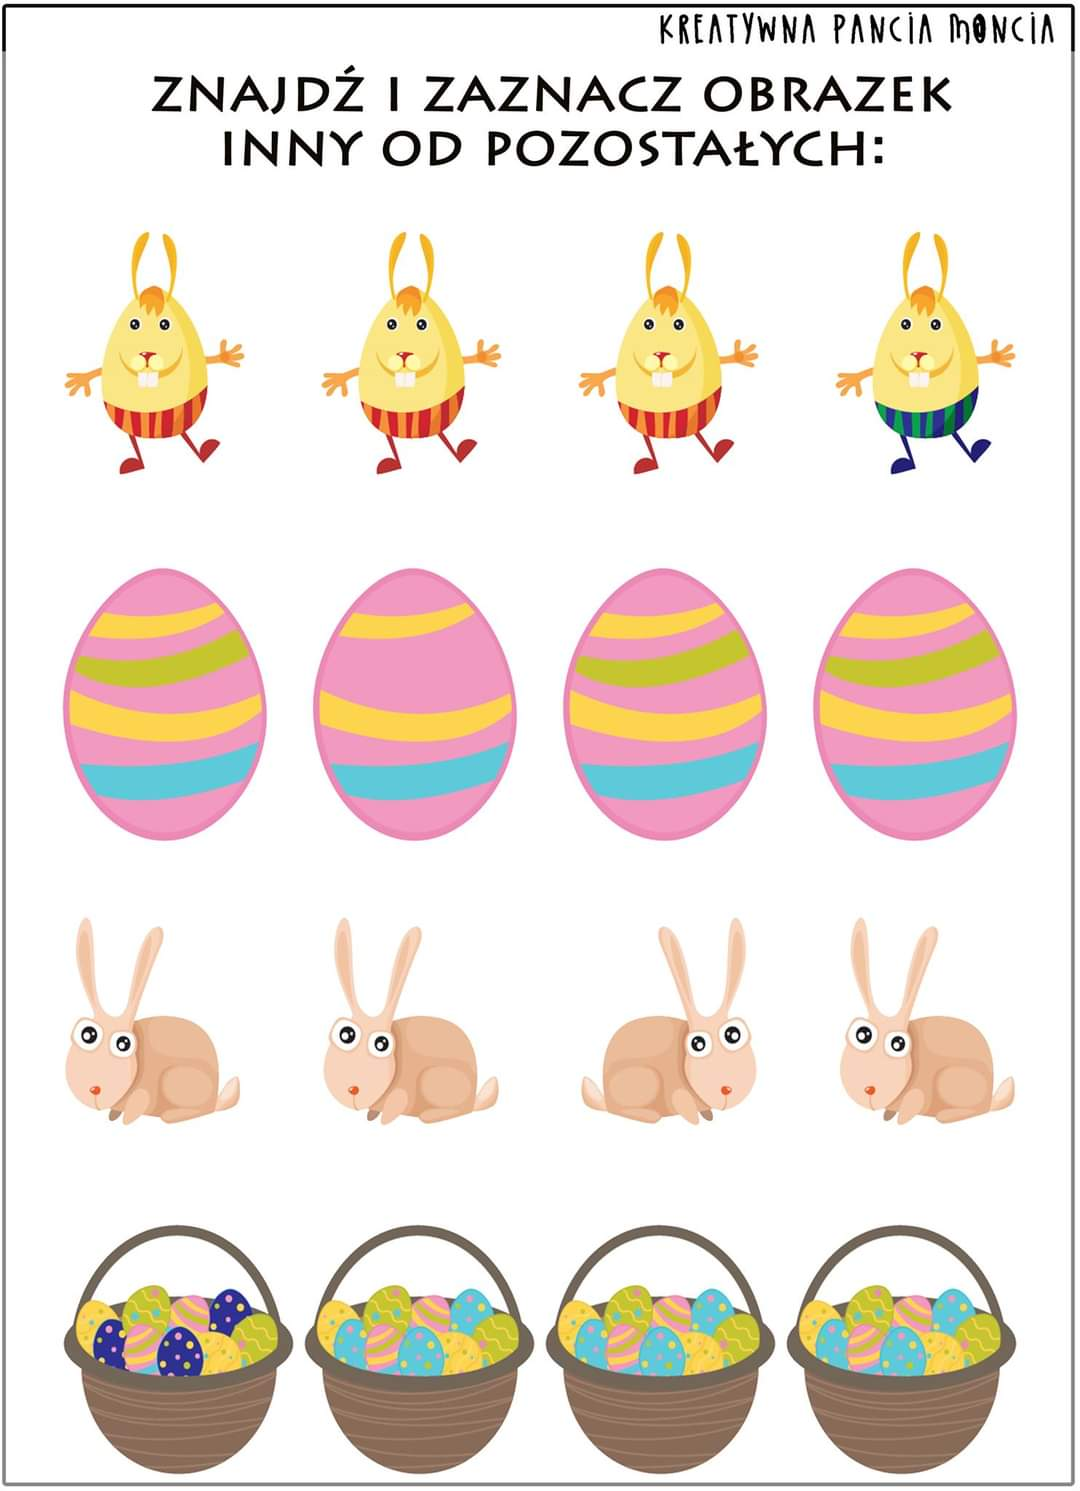 KREATYWNA PANCIA MONCIA
ZNAJDŹ I ZAZNACZ OBRAZEK
INNY OD POZOSTAŁYCH: